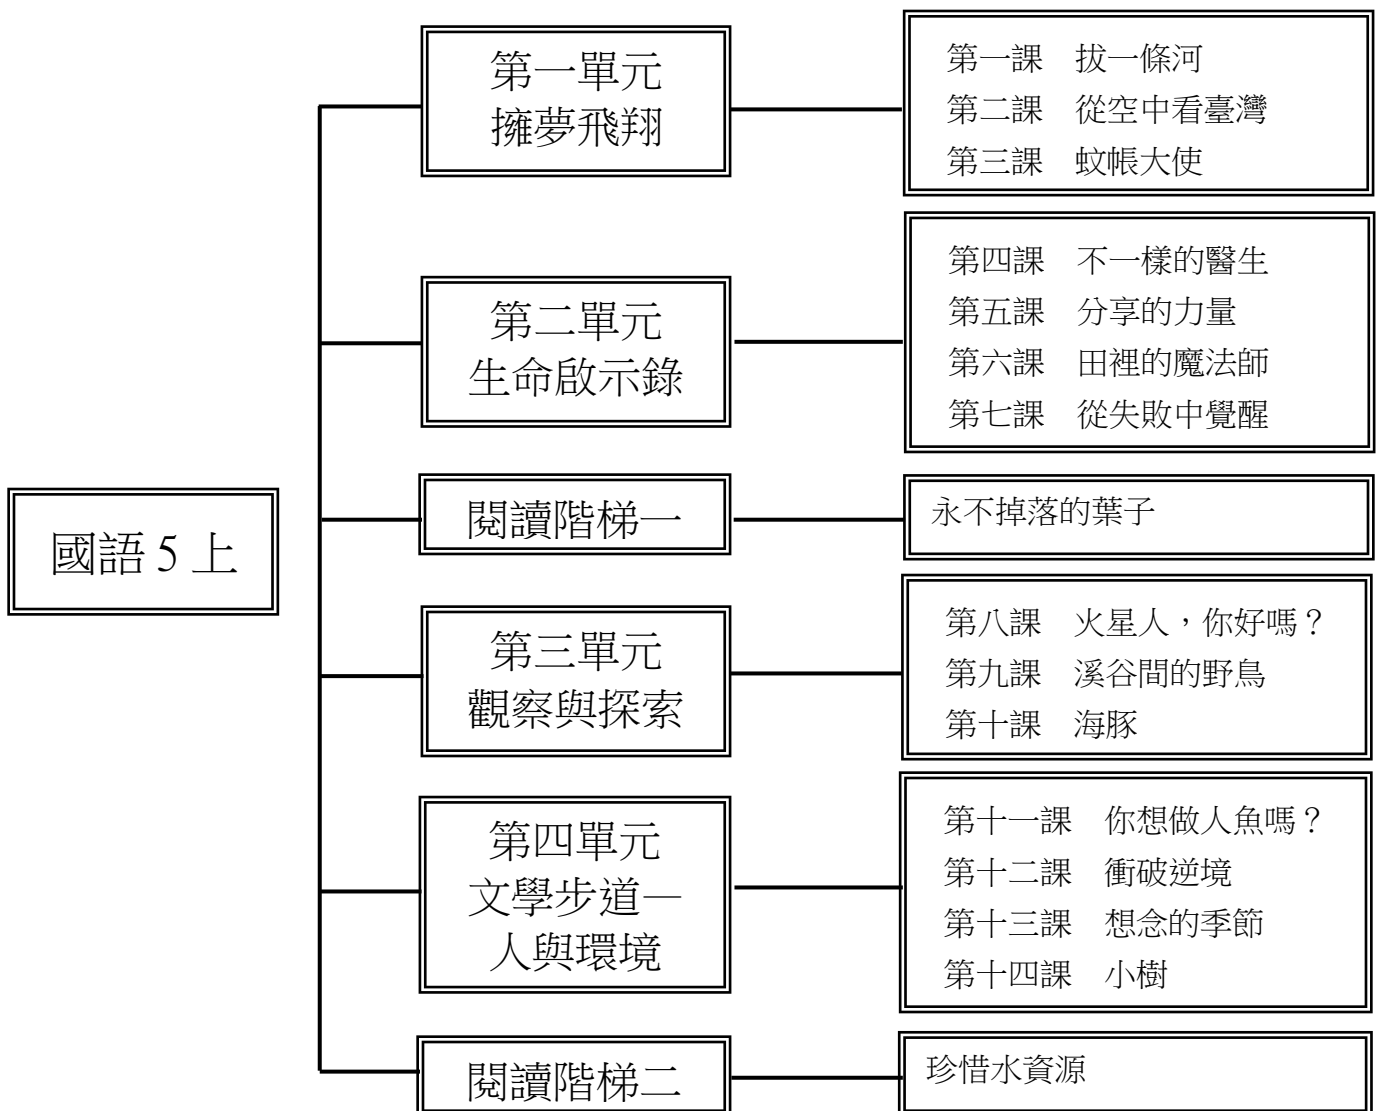 國語 5 上
第一單元
擁夢飛翔
第一課　拔一條河
第二課　從空中看臺灣
第三課　蚊帳大使
第二單元
生命啟示錄
第四課　不一樣的醫生
第五課　分享的力量
第六課　田裡的魔法師
第七課　從失敗中覺醒
閱讀階梯一
永不掉落的葉子
第三單元
觀察與探索
第八課　火星人，你好嗎？
第九課　溪谷間的野鳥
第十課　海豚
第四單元
文學步道—
人與環境
第十一課　你想做人魚嗎？
第十二課　衝破逆境
第十三課　想念的季節
第十四課　小樹
閱讀階梯二
珍惜水資源